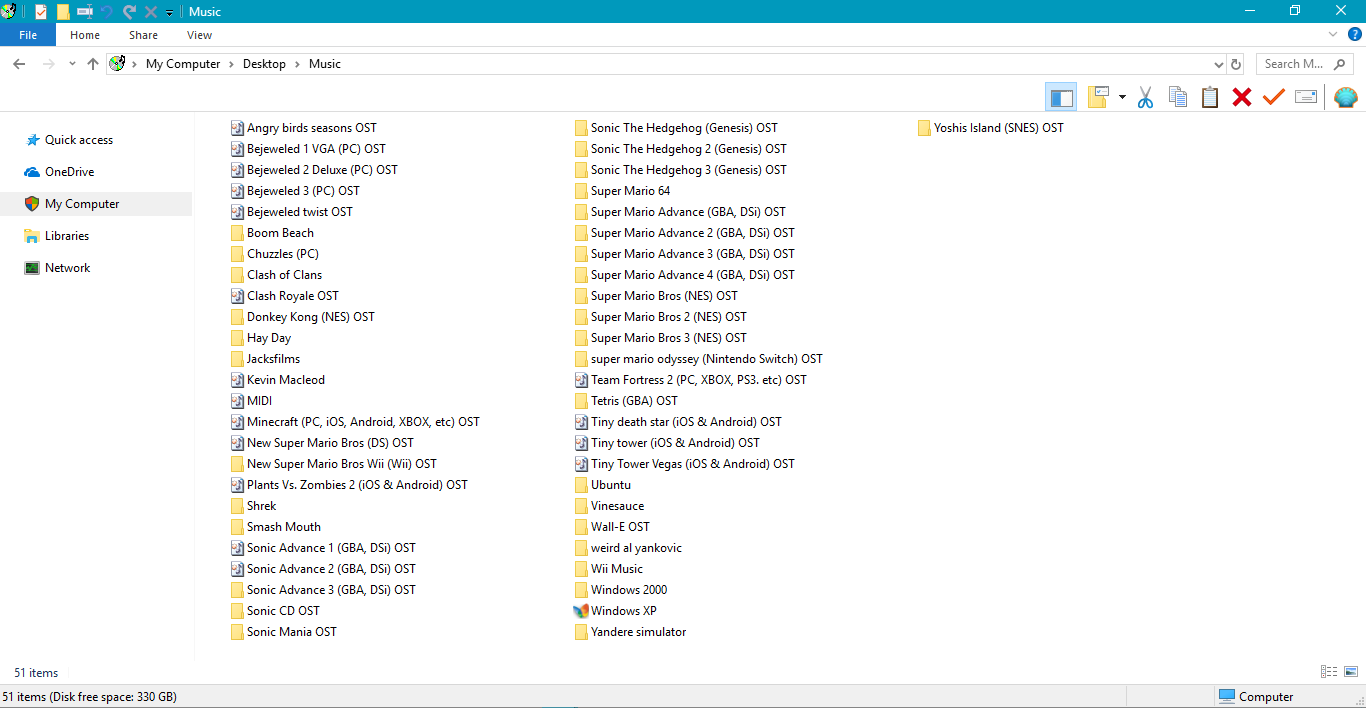 Music
File Home Share View
My Computer Desktop Music Search M...
Quick access
OneDrive
My Computer
Libraries
Network
Angry birds seasons OST
Bejeweled 1 VGA (PC) OST
Bejeweled 2 Deluxe (PC) OST
Bejeweled 3 (PC) OST
Bejeweled twist OST
Boom Beach
Chuzzles (PC)
Clash of Clans
Clash Royale OST
Donkey Kong (NES) OST
Hay Day
Jacksfilms
Kevin Macleod
MIDI
Minecraft (PC, iOS, Android, XBOX, etc) OST
New Super Mario Bros (DS) OST
New Super Mario Bros Wii (Wii) OST
Plants Vs. Zombies 2 (iOS & Android) OST
Shrek
Smash Mouth
Sonic Advance 1 (GBA, DSi) OST
Sonic Advance 2 (GBA, DSi) OST
Sonic Advance 3 (GBA, DSi) OST
Sonic CD OST
Sonic Mania OST
Sonic The Hedgehog (Genesis) OST
Sonic The Hedgehog 2 (Genesis) OST
Sonic The Hedgehog 3 (Genesis) OST
Super Mario 64
Super Mario Advance (GBA, DSi) OST
Super Mario Advance 2 (GBA, DSi) OST
Super Mario Advance 3 (GBA, DSi) OST
Super Mario Advance 4 (GBA, DSi) OST
Super Mario Bros (NES) OST
Super Mario Bros 2 (NES) OST
Super Mario Bros 3 (NES) OST
super mario odyssey (Nintendo Switch) OST
Team Fortress 2 (PC, XBOX, PS3. etc) OST
Tetris (GBA) OST
Tiny death star (iOS & Android) OST
Tiny tower (iOS & Android) OST
Tiny Tower Vegas (iOS & Android) OST
Ubuntu
Vinesauce
Wall-E OST
weird al yankovic
Wii Music
Windows 2000
Windows XP
Yandere simulator
Yoshis Island (SNES) OST
51 items
51 items (Disk free space: 330 GB) Computer